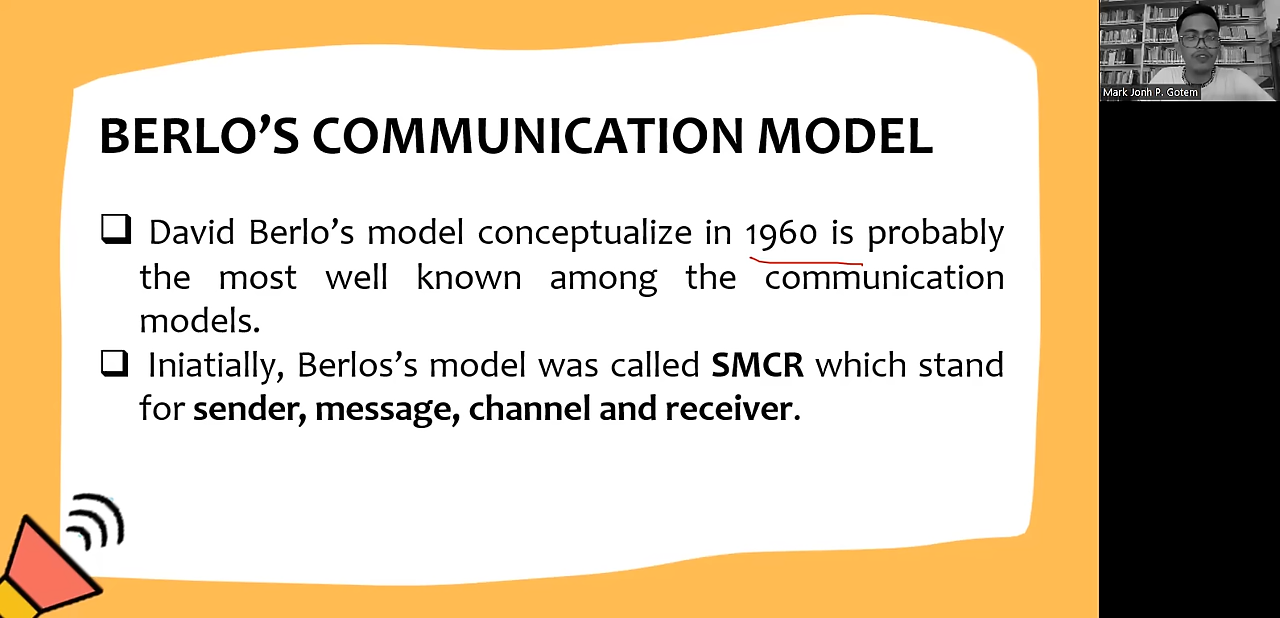 BERLO’S COMMUNICATION MODEL
❑ David Berlo’s model conceptualize in 1960 is probably
the most well known among the communication
models.
❑ Iniatially, Berlos’s model was called SMCR which stand
for sender, message, channel and receiver.
Mark Jonh P. Gotem